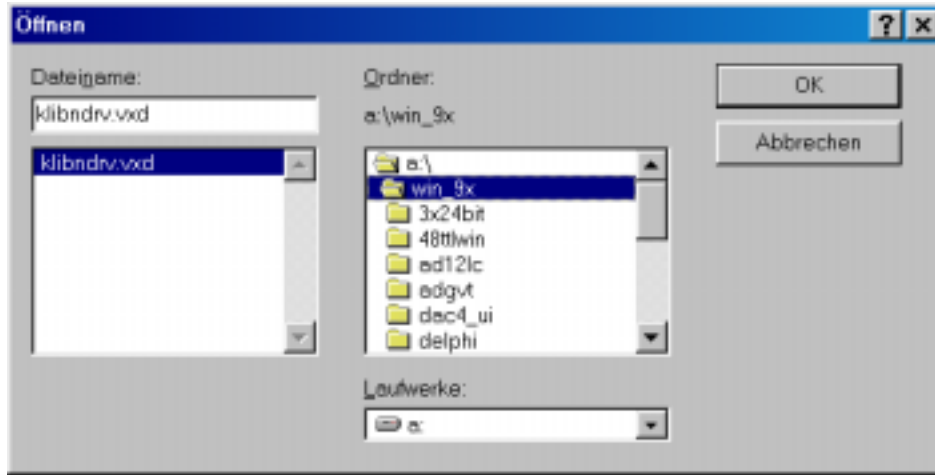 Öffnen
Dateiname:
klibndrv.vxd
klibndrv.vxd
Ordner:
a:\win_9x
a:\
win_9x
3x24bit
48ttlwin
ad12lc
adgvt
dac4_ui
delphi
Laufwerke:
a:
OK
Abbrechen